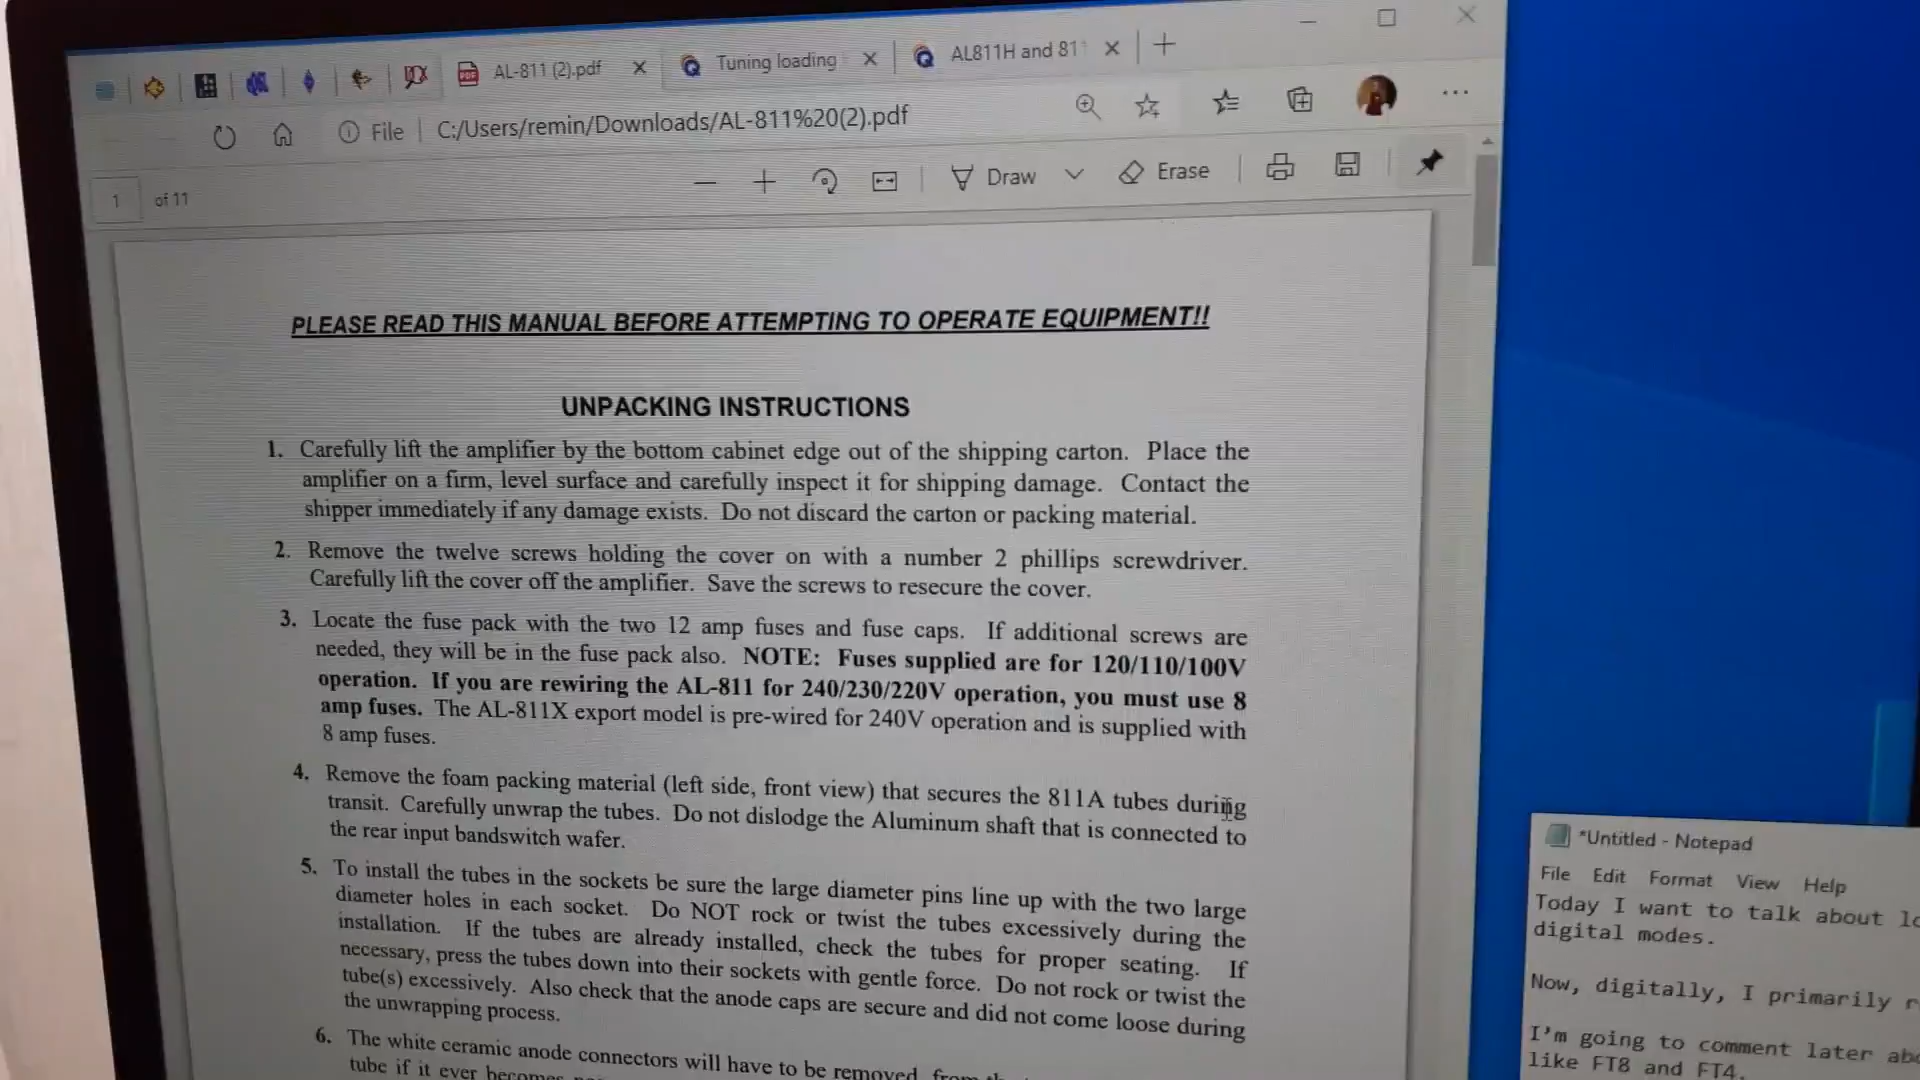 AL-811 (2).pdf
Tuning loading
AL811H and 81
File
C:/Users/remin/Downloads/AL-811%20(2).pdf
Draw
Erase
1 of 11
PLEASE READ THIS MANUAL BEFORE ATTEMPTING TO OPERATE EQUIPMENT!!
UNPACKING INSTRUCTIONS
1. Carefully lift the amplifier by the bottom cabinet edge out of the shipping carton. Place the
amplifier on a firm, level surface and carefully inspect it for shipping damage. Contact the
shipper immediately if any damage exists. Do not discard the carton or packing material.
2. Remove the twelve screws holding the cover on with a number 2 phillips screwdriver.
Carefully lift the cover off the amplifier. Save the screws to resecure the cover.
3. Locate the fuse pack with the two 12 amp fuses and fuse caps. If additional screws are
needed, they will be in the fuse pack also. NOTE: Fuses supplied are for 120/110/100V
operation. If you are rewiring the AL-811 for 240/230/220V operation, you must use 8
amp fuses. The AL-811X export model is pre-wired for 240V operation and is supplied with
8 amp fuses.
4. Remove the foam packing material (left side, front view) that secures the 811A tubes during
transit. Carefully unwrap the tubes. Do not dislodge the Aluminum shaft that is connected to
the rear input bandswitch wafer.
5. To install the tubes in the sockets be sure the large diameter pins line up with the two large
diameter holes in each socket. Do NOT rock or twist the tubes excessively during the
installation. If the tubes are already installed, check the tubes for proper seating. If
necessary, press the tubes down into their sockets with gentle force. Do not rock or twist the
tube(s) excessively. Also check that the anode caps are secure and did not come loose during
the unwrapping process.
6. The white ceramic anode connectors will have to be removed from
tube if it ever becomes
*Untitled - Notepad
File Edit Format View Help
Today I want to talk about
digital modes.
Now, digitally, I primarily
I'm going to comment later
like FT8 and FT4.